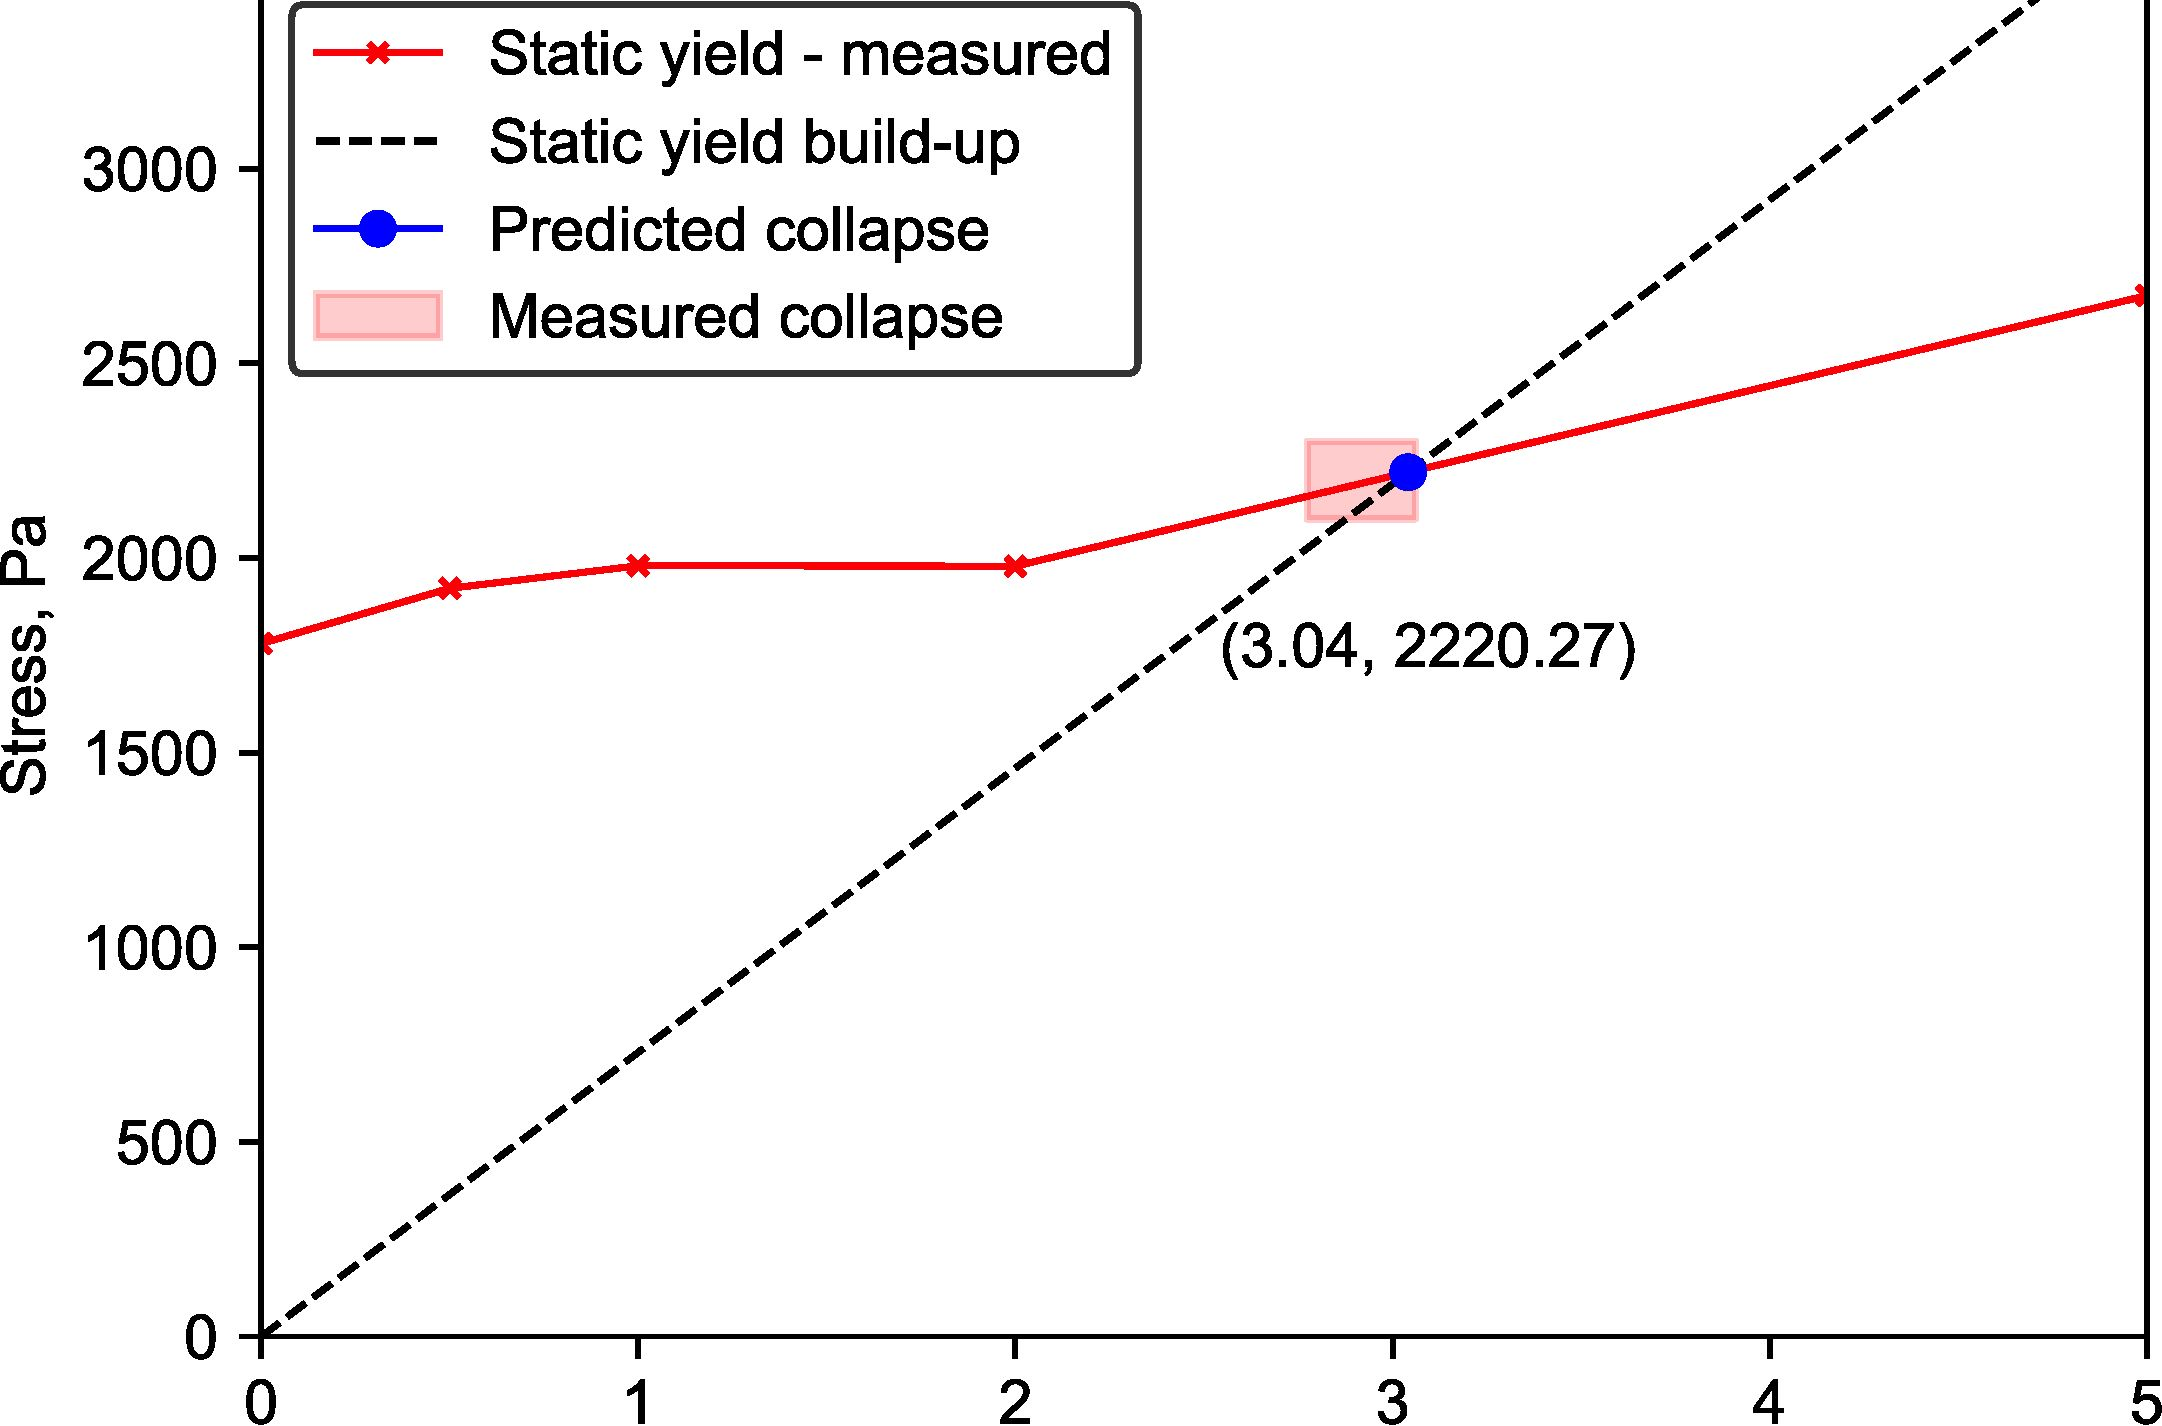 Static yield - measured
Static yield build-up
Predicted collapse
Measured collapse
3000
2500
2000
1500
1000
500
0
Stress, Pa
(3.04, 2220.27)
0 1 2 3 4 5